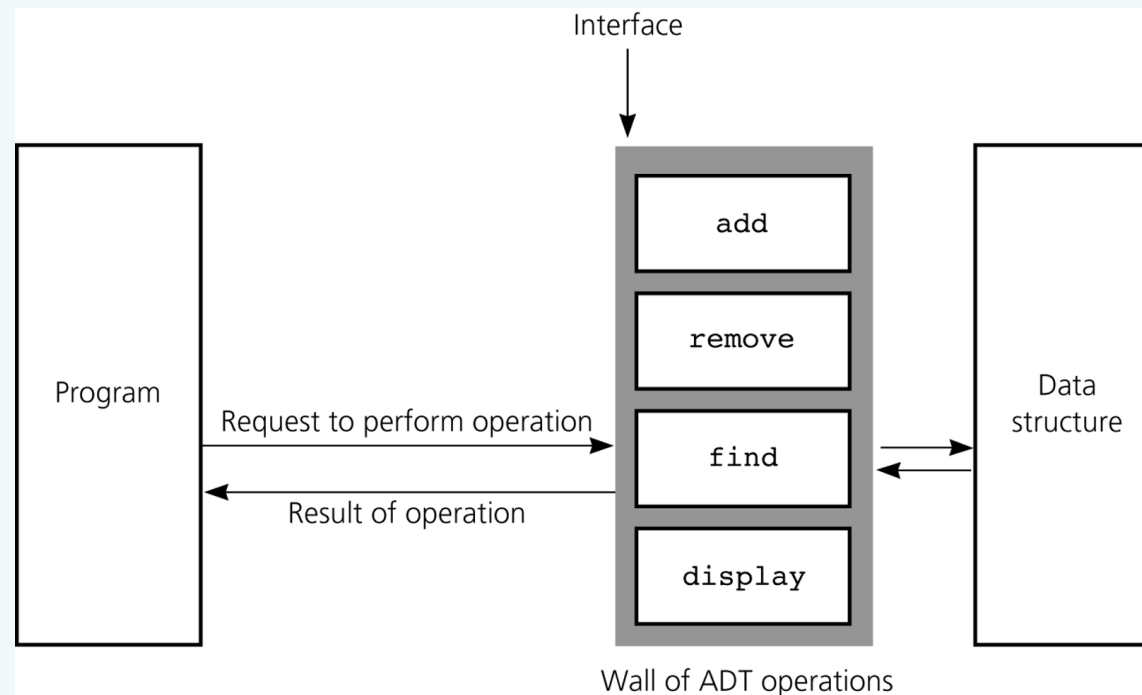 Interface
add
remove
Program
Data
structure
Request to perform operation
find
Result of operation
display
Wall of ADT operations